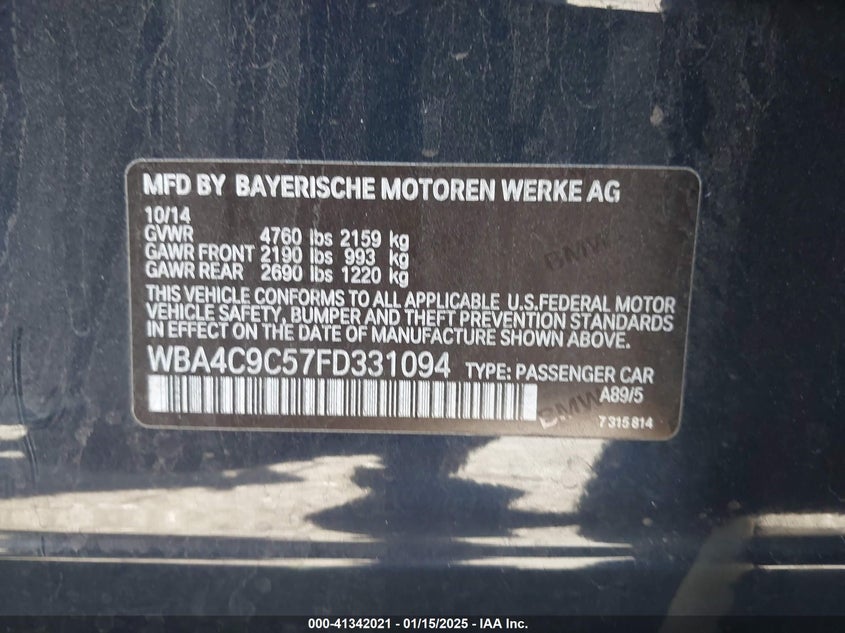 MFD BY BAYERISCHE MOTOREN WERKE AG
10/14
GVWR 4760 lbs 2159 kg
GAWR FRONT 2190 lbs 993 kg
GAWR REAR 2690 lbs 1220 kg
BMW
THIS VEHICLE CONFORMS TO ALL APPLICABLE U.S.FEDERAL MOTOR
VEHICLE SAFETY, BUMPER AND THEFT PREVENTION STANDARDS
IN EFFECT ON THE DATE OF MANUFACTURE SHOWN ABOVE.
WBA4C9C57FD331094 TYPE: PASSENGER CAR
BMW A89/5
7 315 814
000-41342021 - 01/15/2025 - IAA Inc.